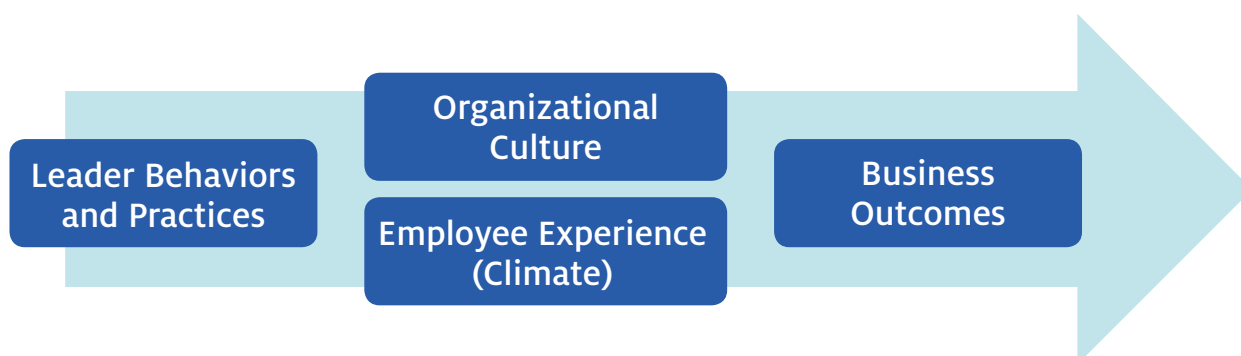 Leader Behaviors
and Practices
Organizational
Culture
Employee Experience
(Climate)
Business
Outcomes